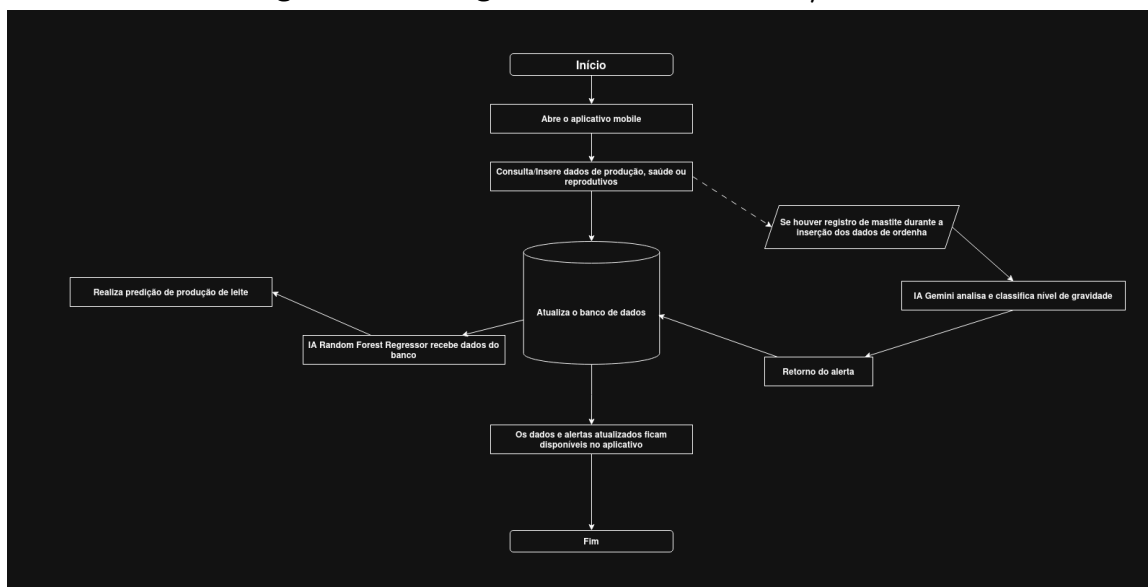 Início
Abre o aplicativo mobile
Consulta/Insere dados de produção, saúde ou
reprodutivos
Se houver registro de mastite durante a
inserção dos dados de ordenha
IA Gemini analisa e classifica nível de gravidade
Realiza predição de produção de leite
Atualiza o banco de dados
IA Random Forest Regressor recebe dados do
banco
Retorno do alerta
Os dados e alertas atualizados ficam
disponíveis no aplicativo
Fim